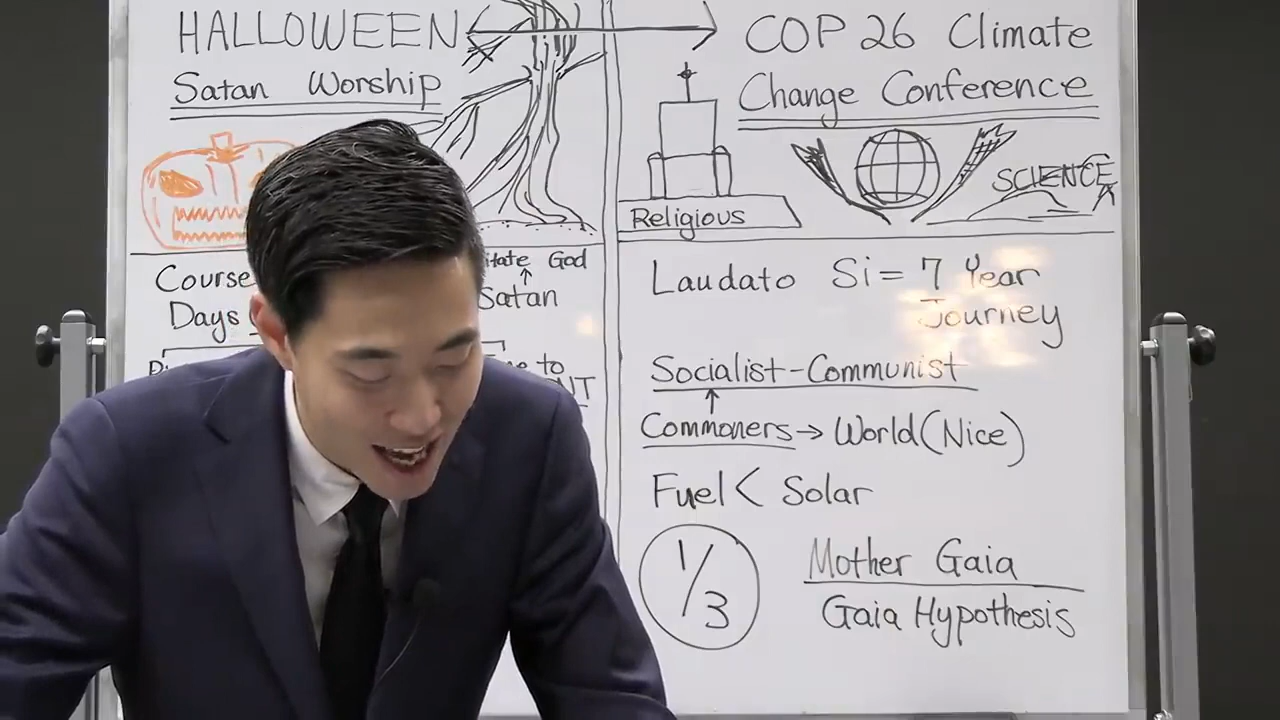 HALLOWEEN
Satan Worship
Course
Days
God
Satan
to
COP 26 Climate
Change Conference
SCIENCE
Religious
Laudato Si = 7 Year
Journey
Socialist-Communist
↑
Commoners → World (Nice)
Fuel < Solar
1/3
Mother Gaia
Gaia Hypothesis